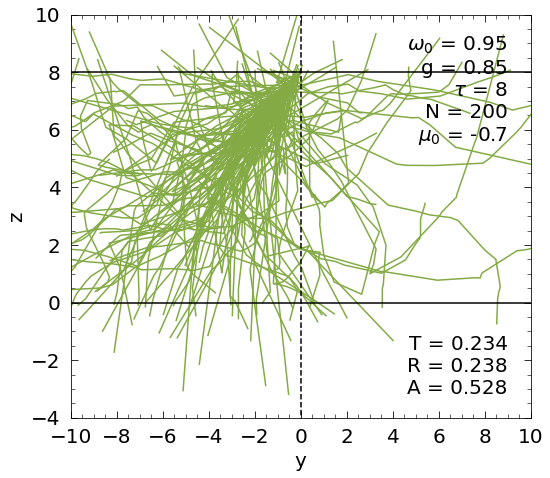 10
8
6
4
2
0
−2
−4
z
ω₀ = 0.95
g = 0.85
τ = 8
N = 200
μ₀ = -0.7
T = 0.234
R = 0.238
A = 0.528
−10 −8 −6 −4 −2 0 2 4 6 8 10
y